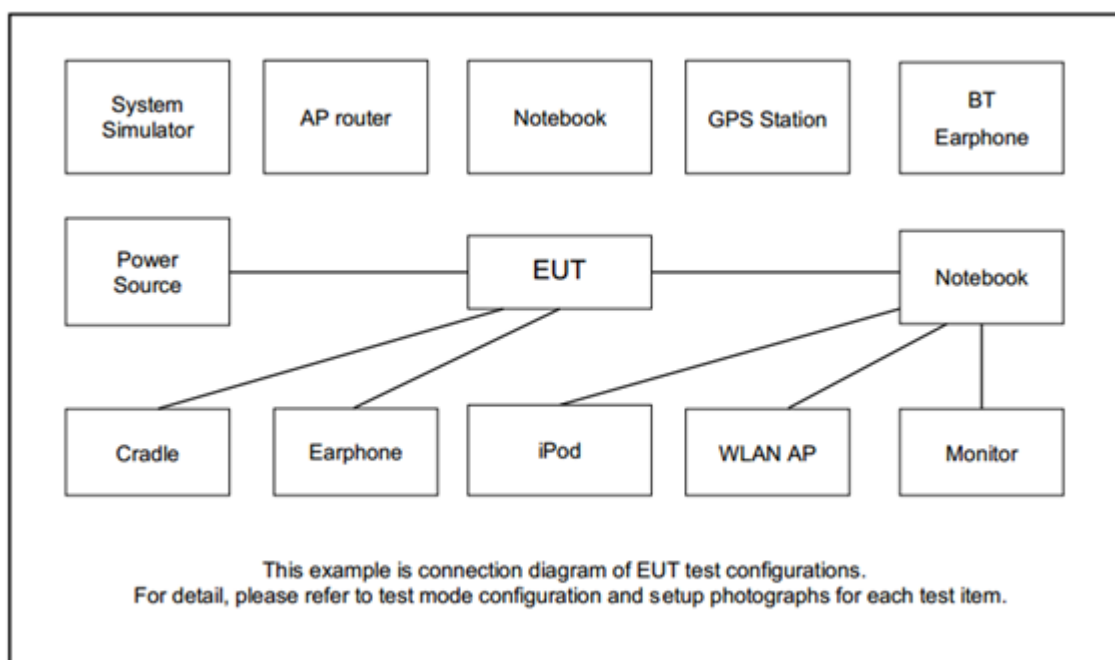 System
Simulator
AP router
Notebook
GPS Station
BT
Earphone
Power
Source
EUT
Notebook
Cradle
Earphone
iPod
WLAN AP
Monitor
This example is connection diagram of EUT test configurations.
For detail, please refer to test mode configuration and setup photographs for each test item.